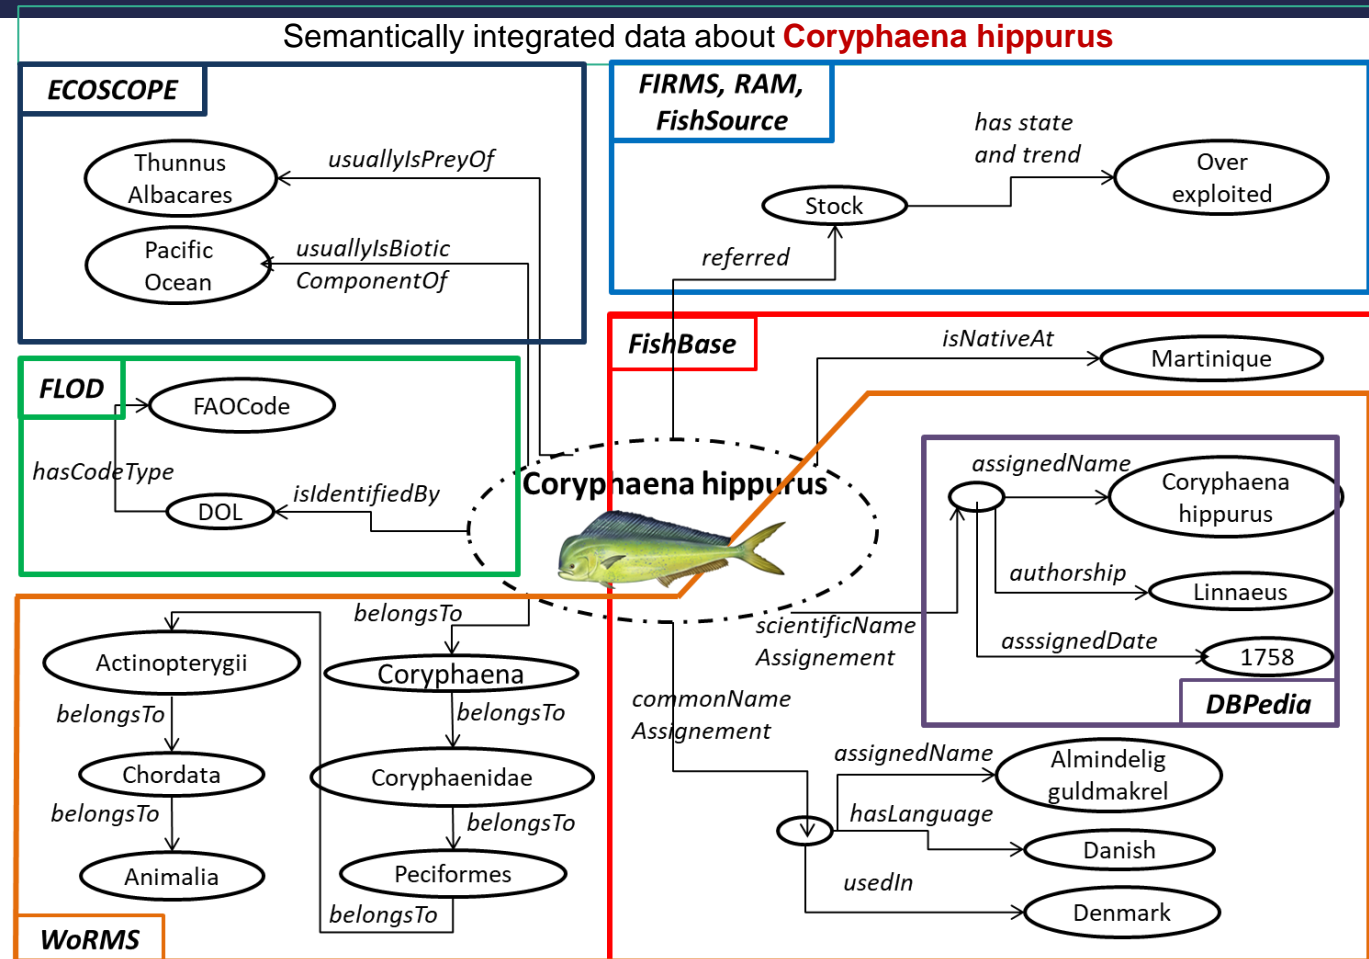 Semantically integrated data about Coryphaena hippurus
ECOSCOPE
Thunnus
Albacares
usuallyIsPreyOf
Pacific
Ocean
usuallyIsBiotic
ComponentOf
FIRMS, RAM,
FishSource
has state
and trend
Over
exploited
Stock
referred
FLOD
FAOCode
hasCodeType
DOL
isIdentifiedBy
FishBase
isNativeAt
Martinique
Coryphaena hippurus
assignedName
Coryphaena
hippurus
authorship
Linnaeus
asssignedDate
1758
DBPedia
scientificName
Assignement
commonName
Assignement
assignedName
Almindelig
guldmakrel
hasLanguage
Danish
usedIn
Denmark
belongsTo
Actinopterygii
Coryphaena
belongsTo
belongsTo
Chordata
Coryphaenidae
belongsTo
belongsTo
Animalia
Peciformes
belongsTo
WoRMS